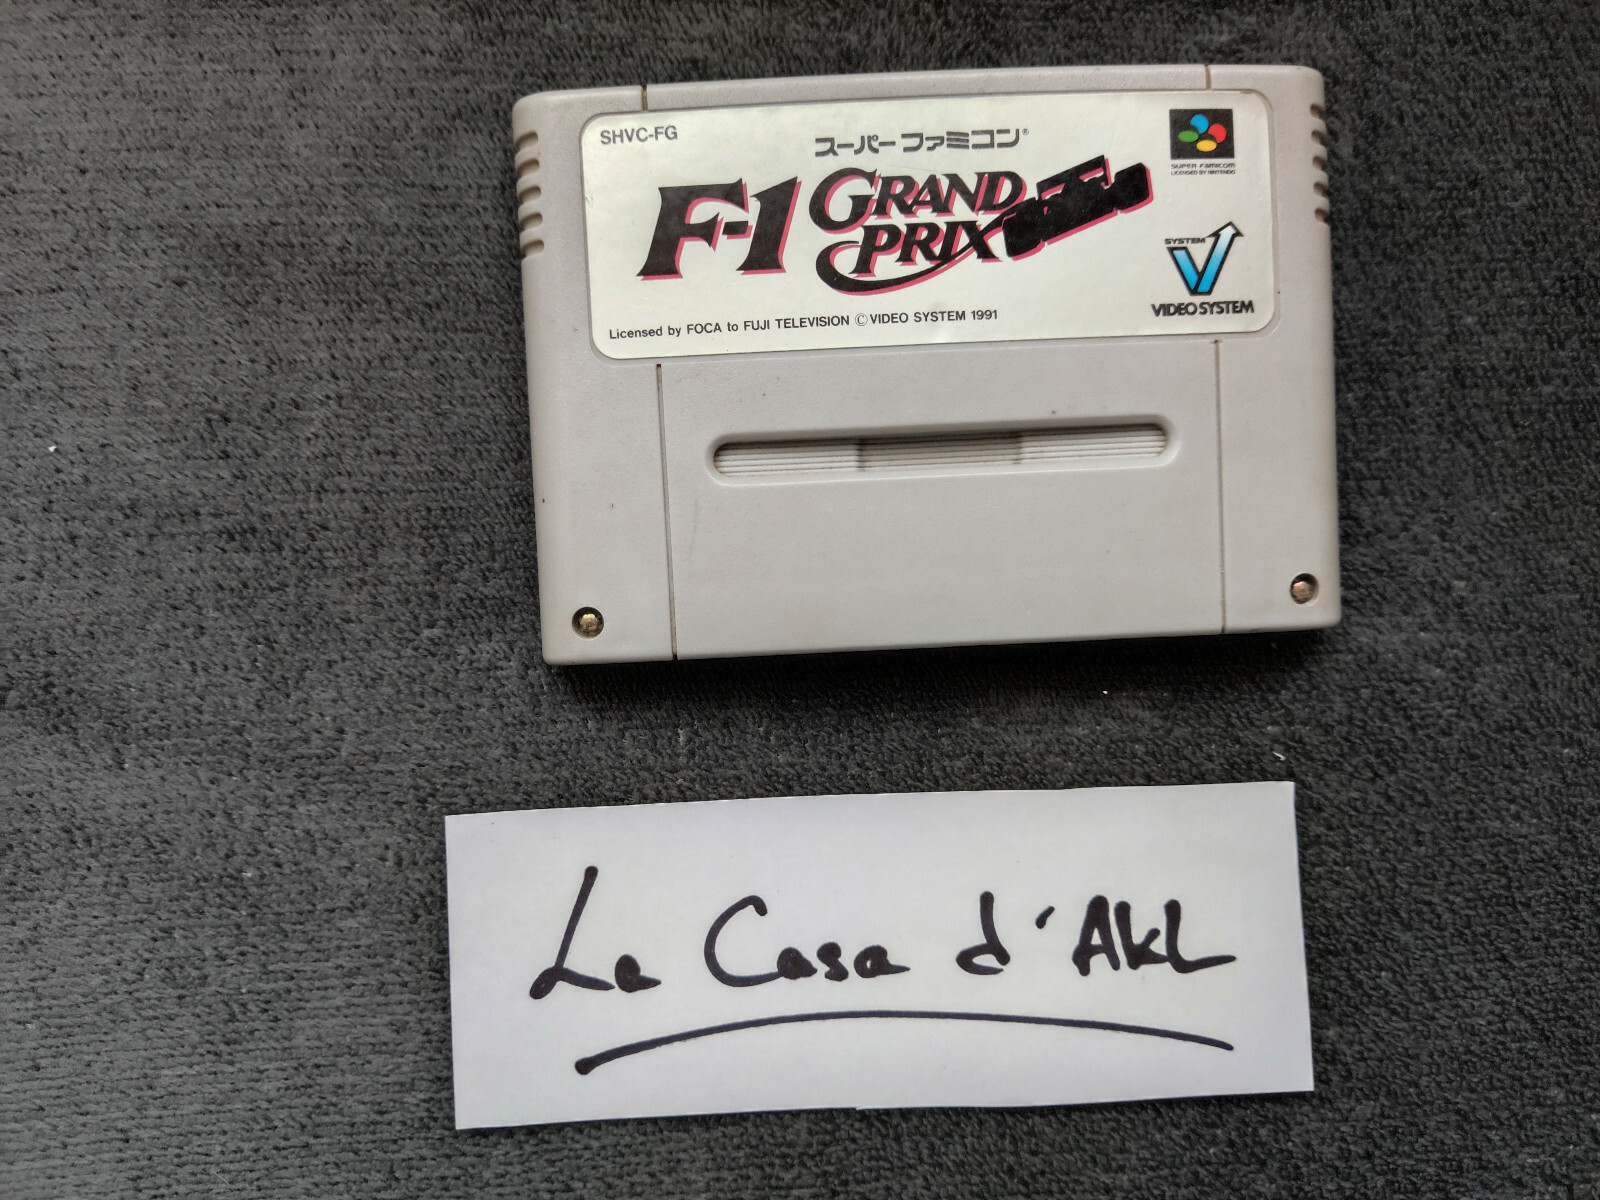 SHVC-FG
スーパーファミコン®
F-1 GRAND PRIX
SUPER FAMICOM
LICENSED BY NINTENDO
SYSTEM
V
VIDEO SYSTEM
Licensed by FOCA to FUJI TELEVISION ©VIDEO SYSTEM 1991
La Casa d'AkL